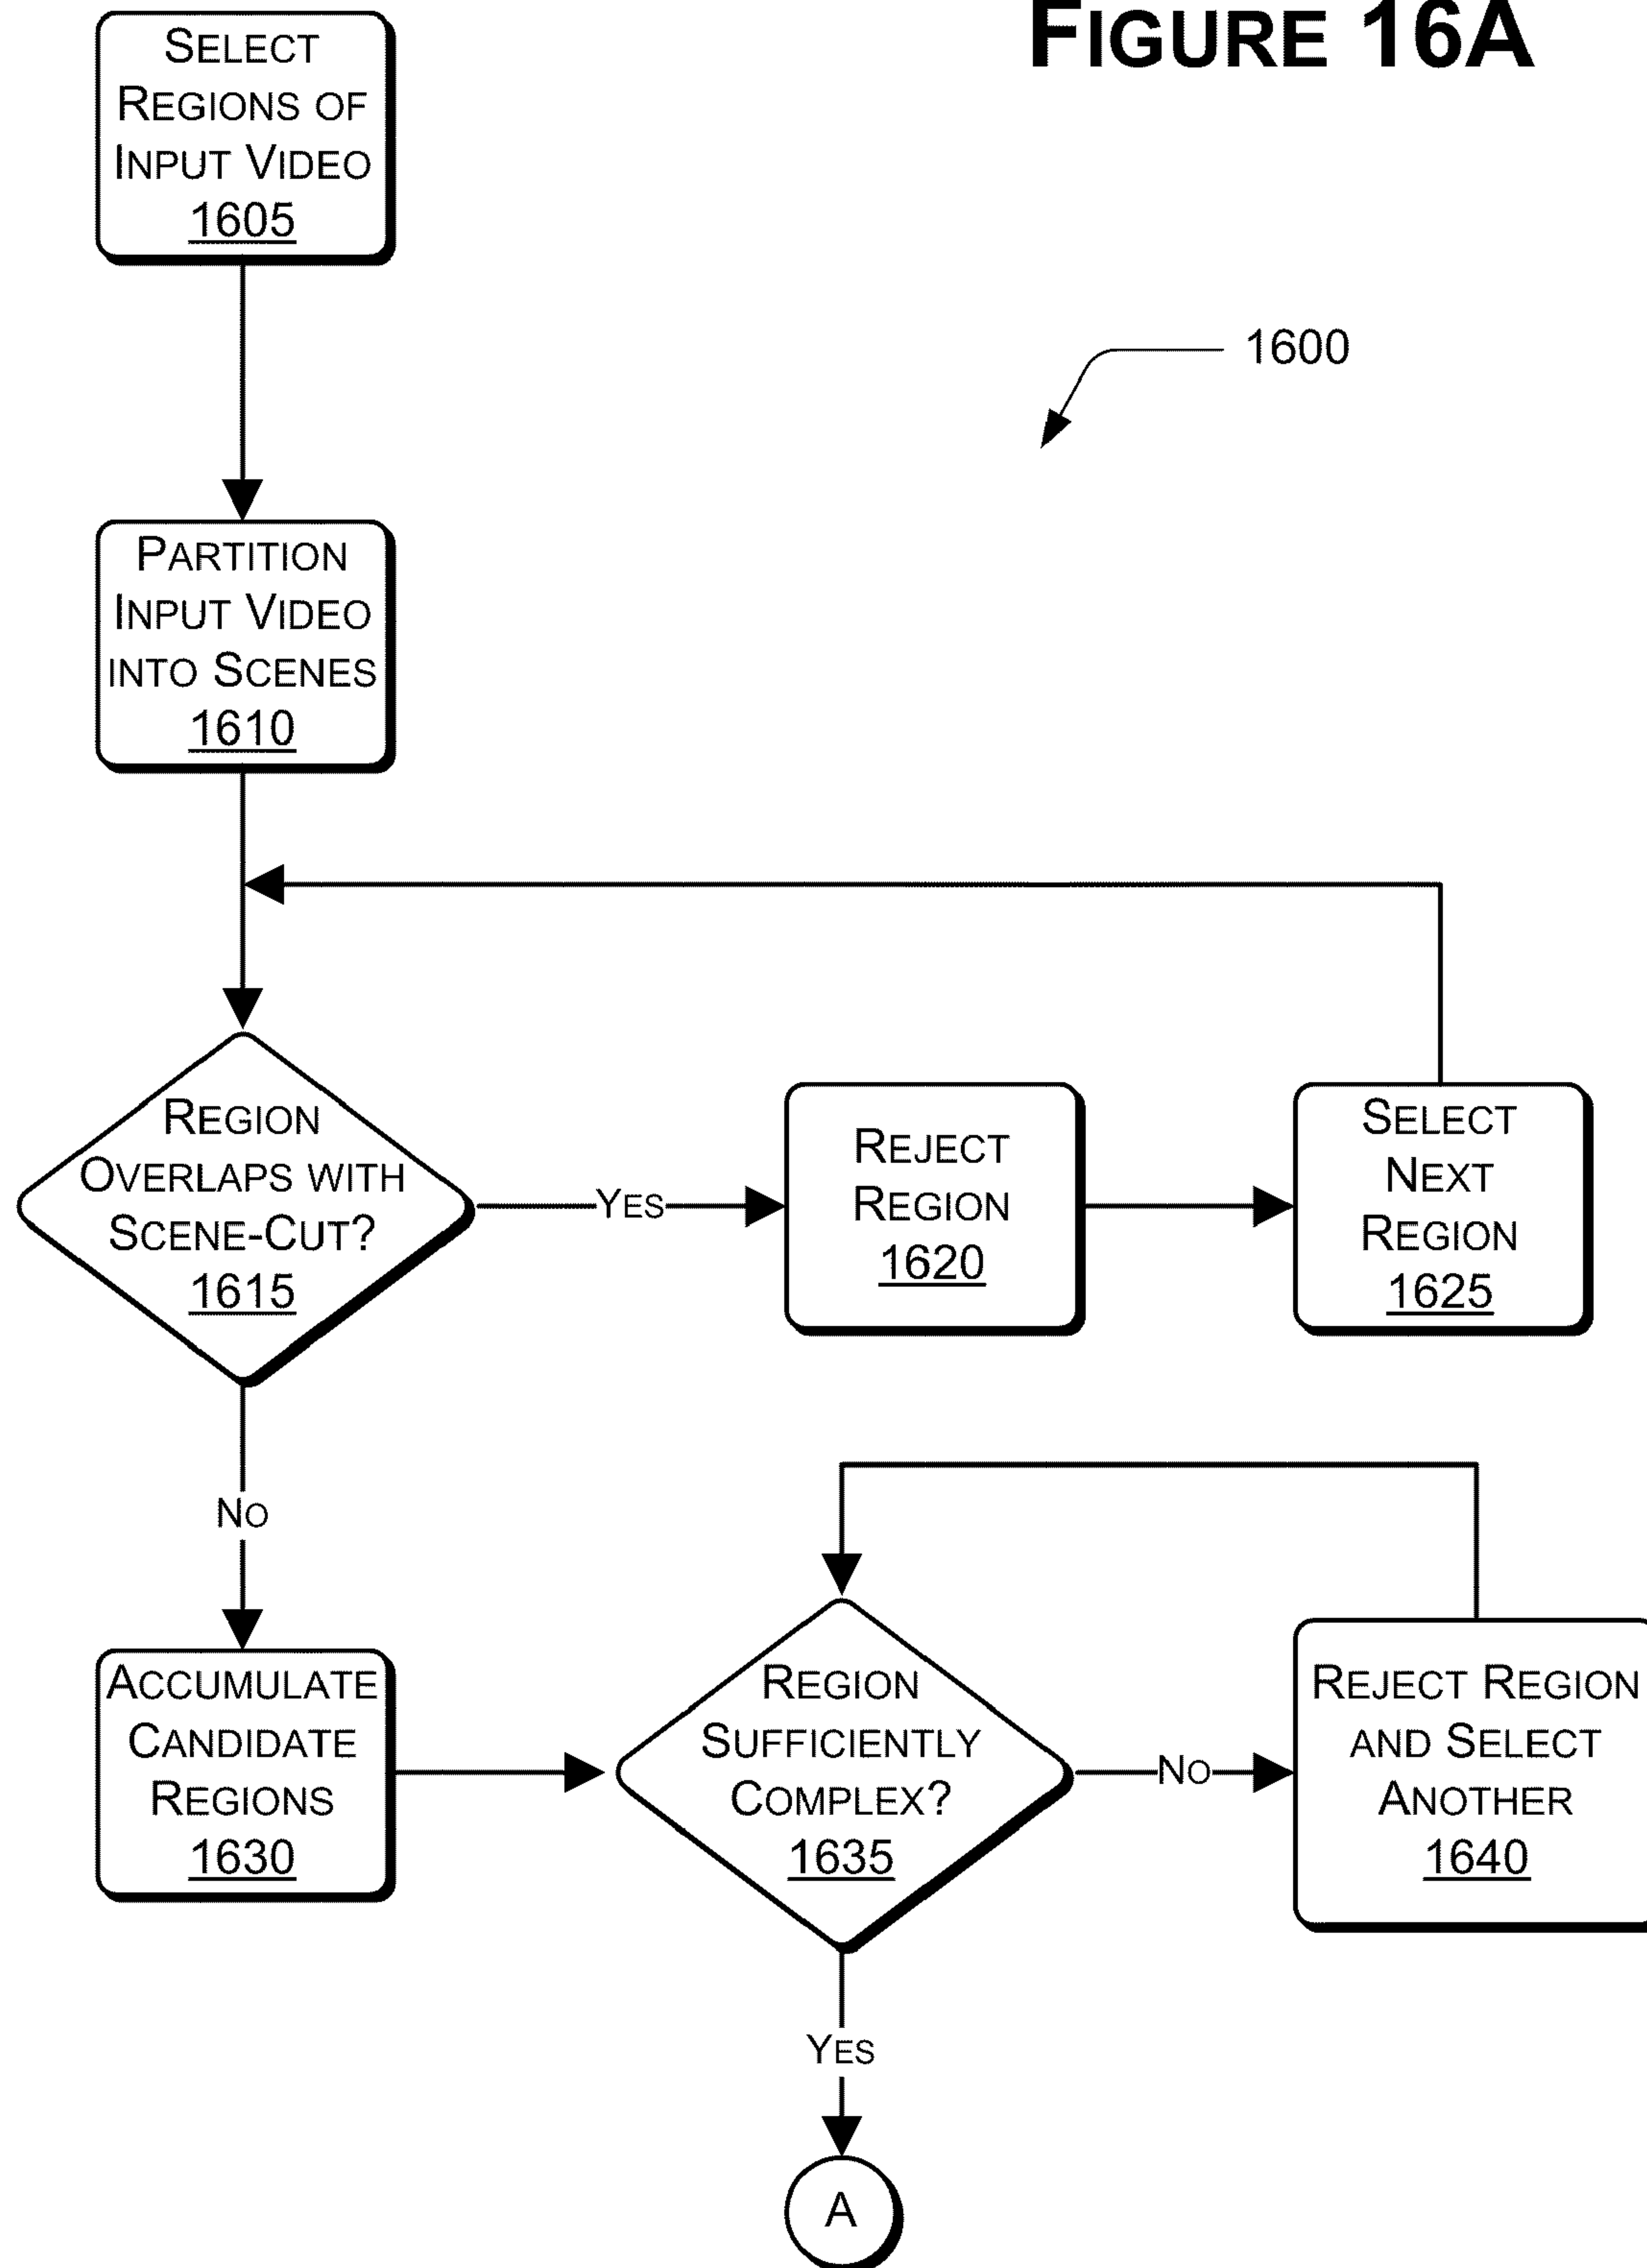 FIGURE 16A
SELECT
REGIONS OF
INPUT VIDEO
1605
1600
PARTITION
INPUT VIDEO
INTO SCENES
1610
REGION
OVERLAPS WITH
SCENE-CUT?
1615
YES
REJECT
REGION
1620
SELECT
NEXT
REGION
1625
NO
ACCUMULATE
CANDIDATE
REGIONS
1630
REGION
SUFFICIENTLY
COMPLEX?
1635
NO
REJECT REGION
AND SELECT
ANOTHER
1640
YES
A